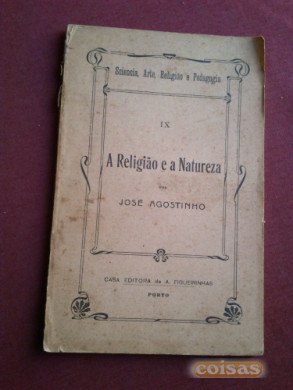 Sciencia, Arte, Religião e Pedagogia
IX
A Religião e a Natureza
POR
JOSÉ AGOSTINHO
CASA EDITORA de A. FIGUEIRINHAS
PORTO
coisas